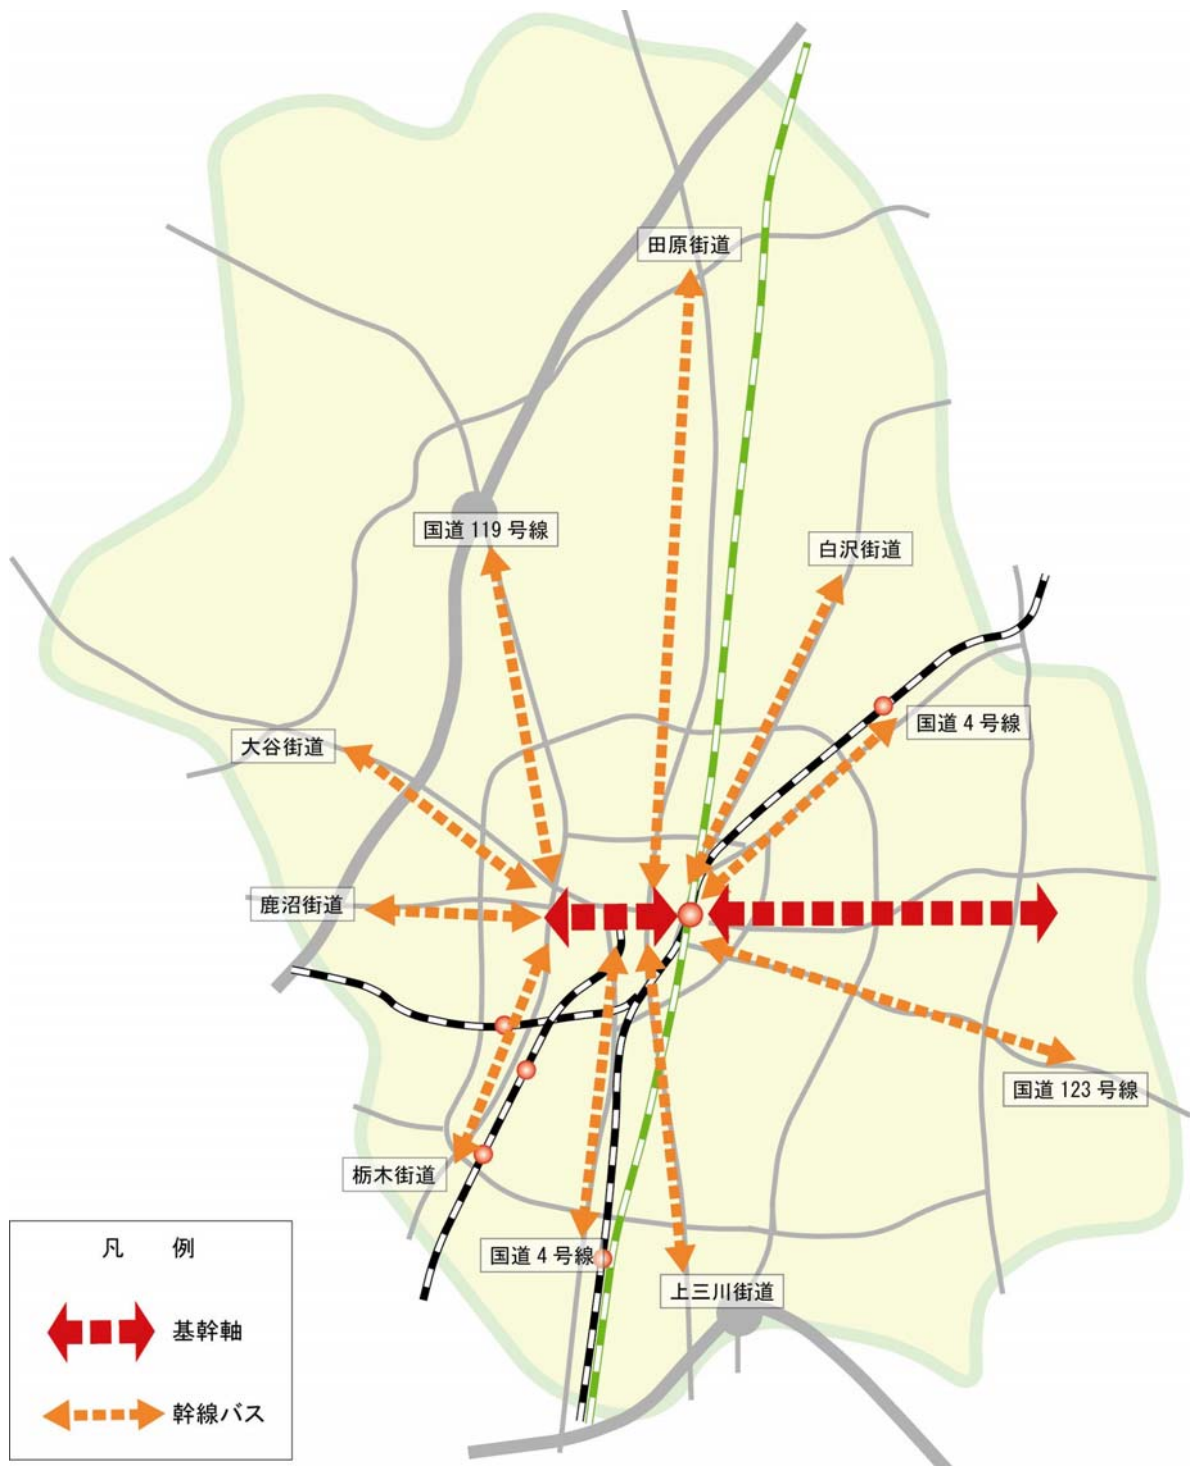 田原街道
国道 119 号線
白沢街道
国道 4 号線
大谷街道
鹿沼街道
国道 123 号線
栃木街道
国道 4 号線
上三川街道
凡 例
基幹軸
幹線バス